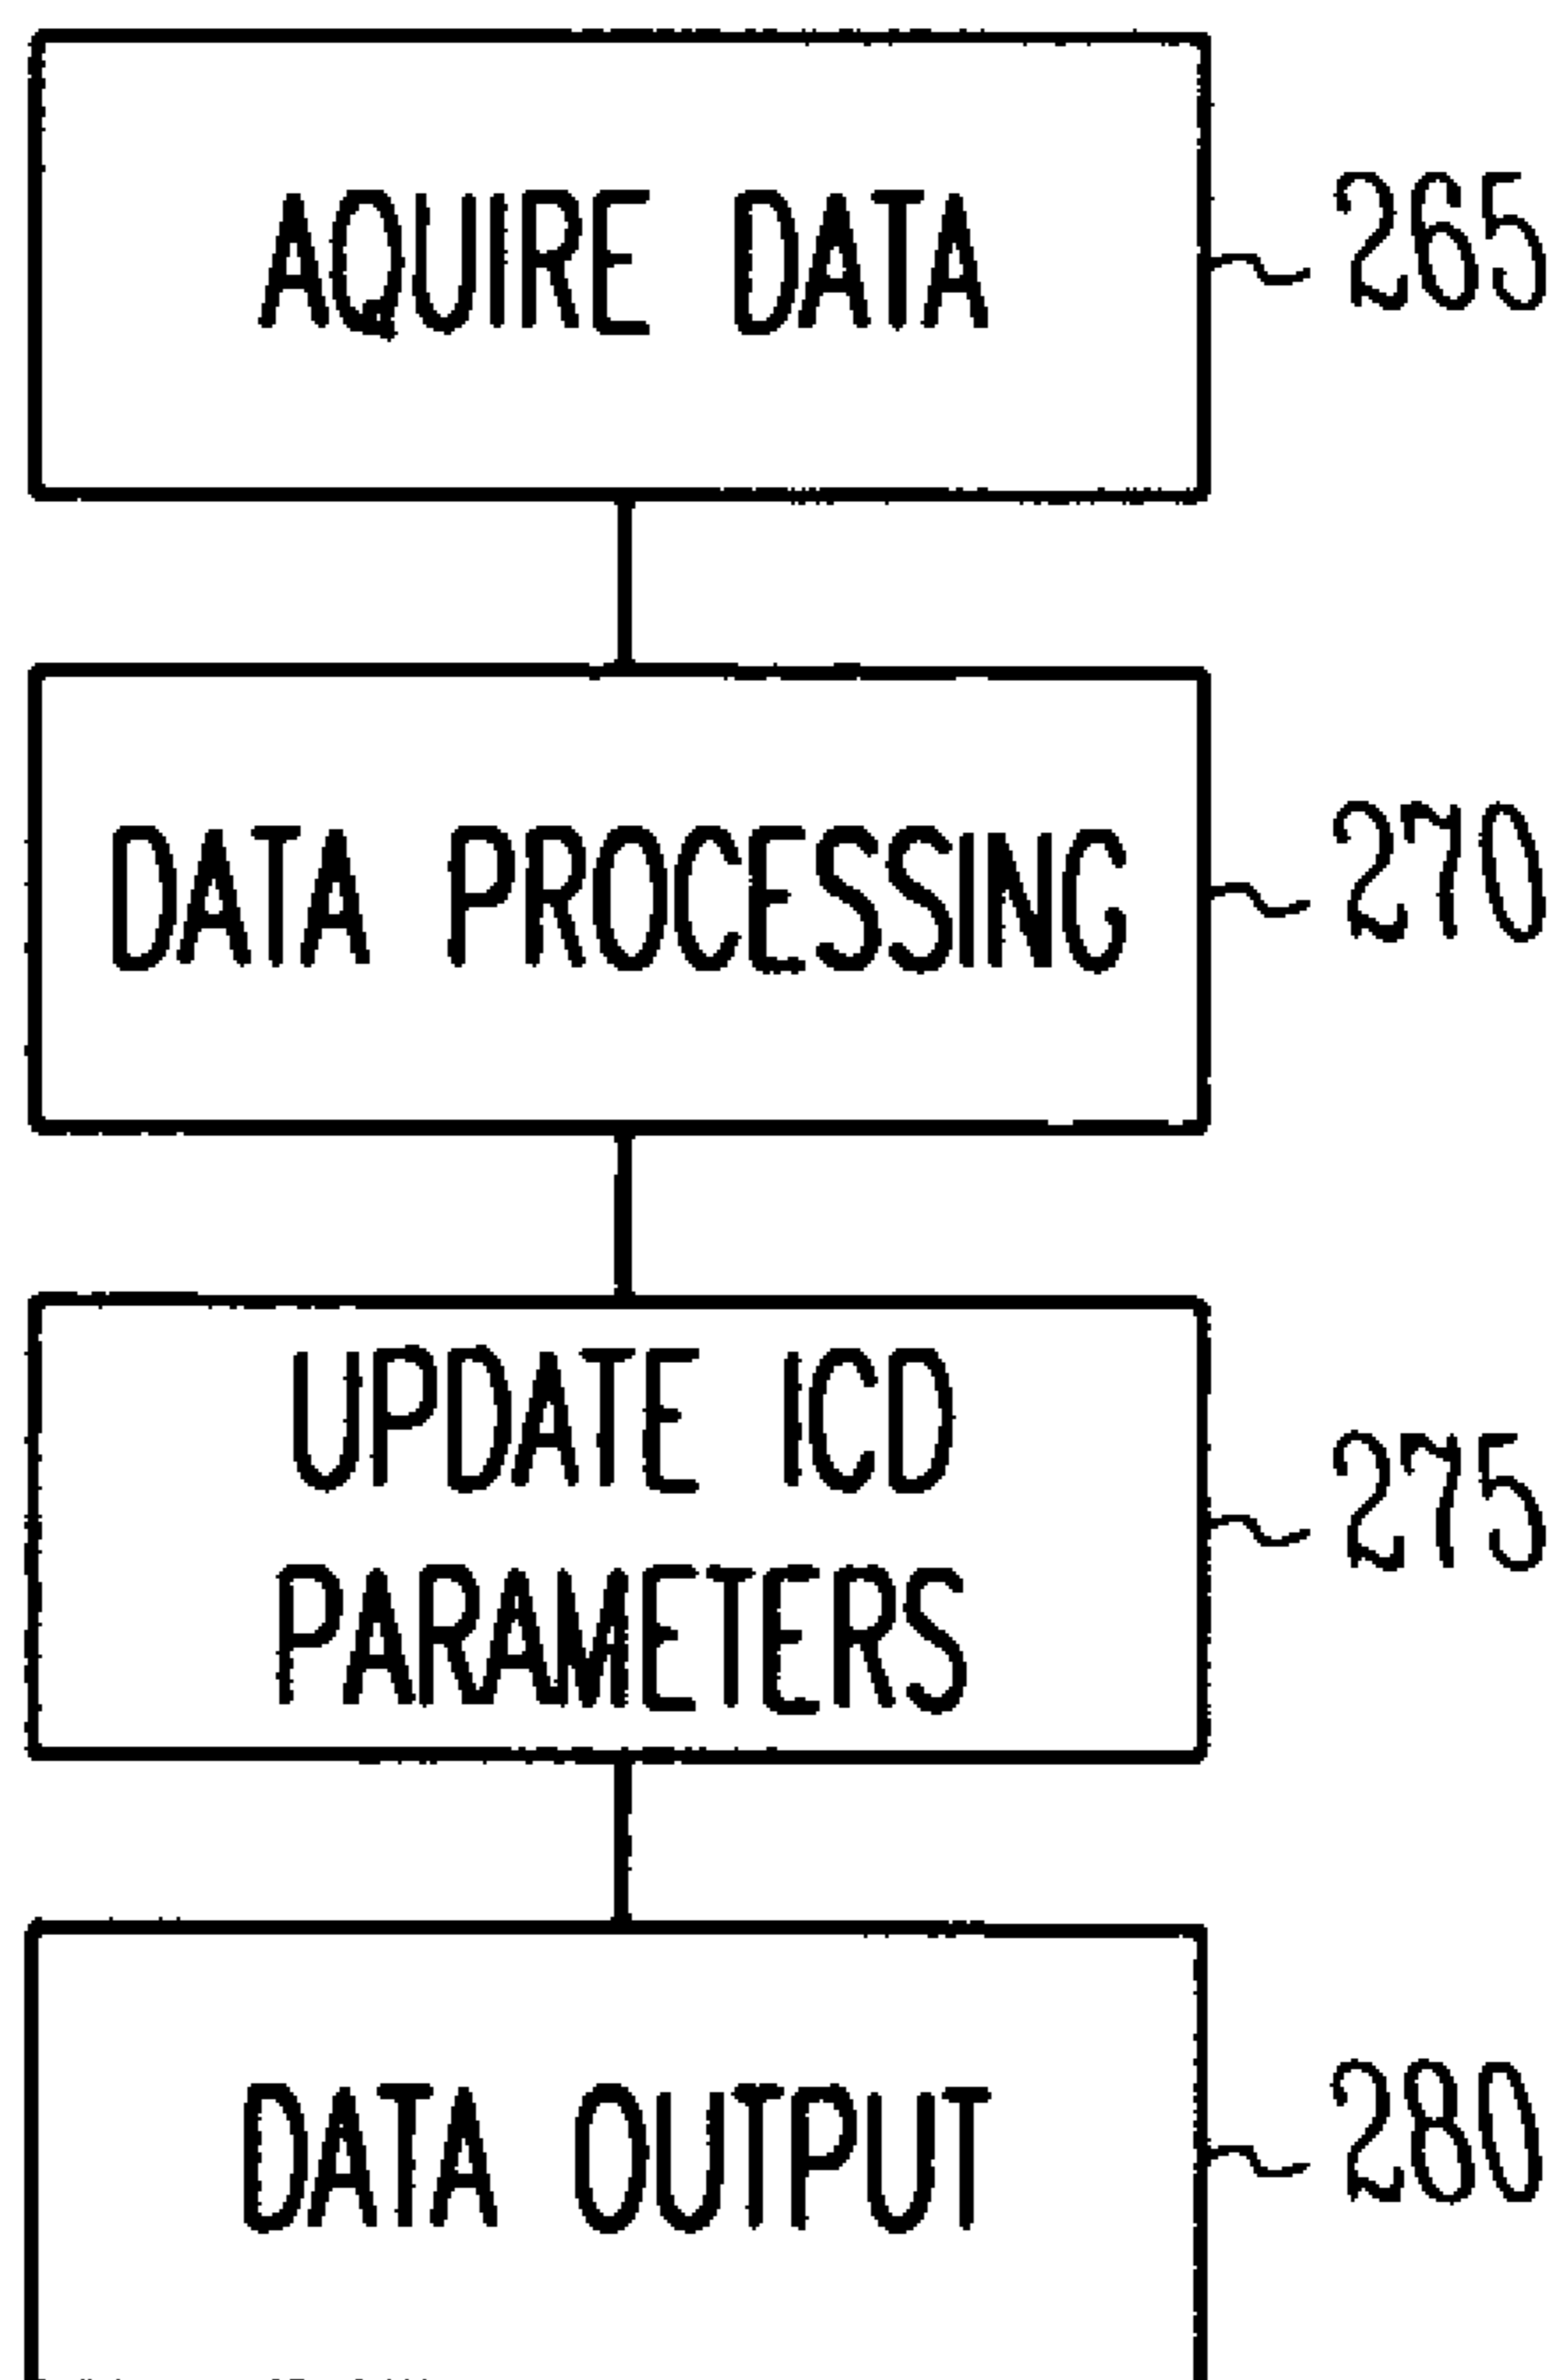 AQUIRE DATA
265
DATA PROCESSING
270
UPDATE ICD
PARAMETERS
275
DATA OUTPUT
280